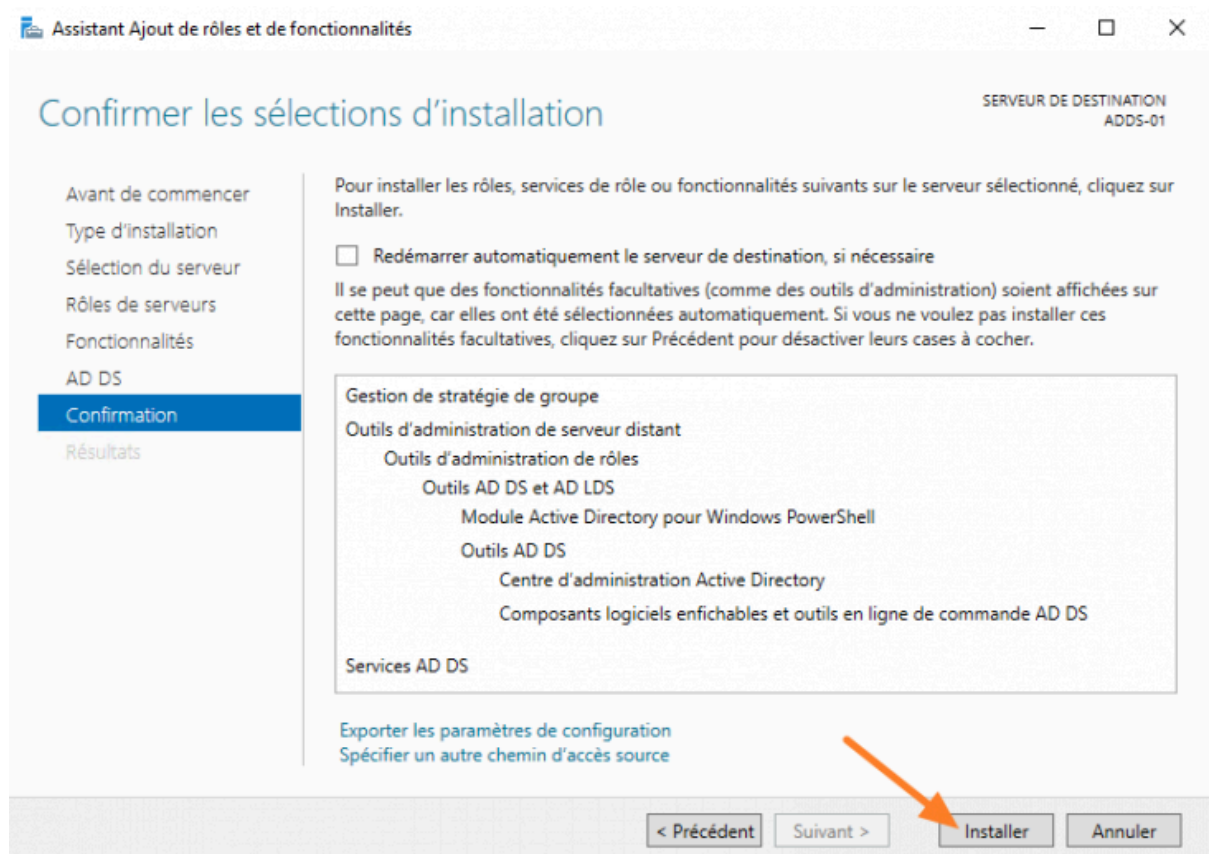 Assistant Ajout de rôles et de fonctionnalités
Confirmer les sélections d'installation
SERVEUR DE DESTINATION
ADDS-01
Avant de commencer
Type d'installation
Sélection du serveur
Rôles de serveurs
Fonctionnalités
AD DS
Confirmation
Résultats
Pour installer les rôles, services de rôle ou fonctionnalités suivants sur le serveur sélectionné, cliquez sur
Installer.
Redémarrer automatiquement le serveur de destination, si nécessaire
Il se peut que des fonctionnalités facultatives (comme des outils d'administration) soient affichées sur
cette page, car elles ont été sélectionnées automatiquement. Si vous ne voulez pas installer ces
fonctionnalités facultatives, cliquez sur Précédent pour désactiver leurs cases à cocher.
Gestion de stratégie de groupe
Outils d'administration de serveur distant
Outils d'administration de rôles
Outils AD DS et AD LDS
Module Active Directory pour Windows PowerShell
Outils AD DS
Centre d'administration Active Directory
Composants logiciels enfichables et outils en ligne de commande AD DS
Services AD DS
Exporter les paramètres de configuration
Spécifier un autre chemin d'accès source
< Précédent
Suivant >
Installer
Annuler